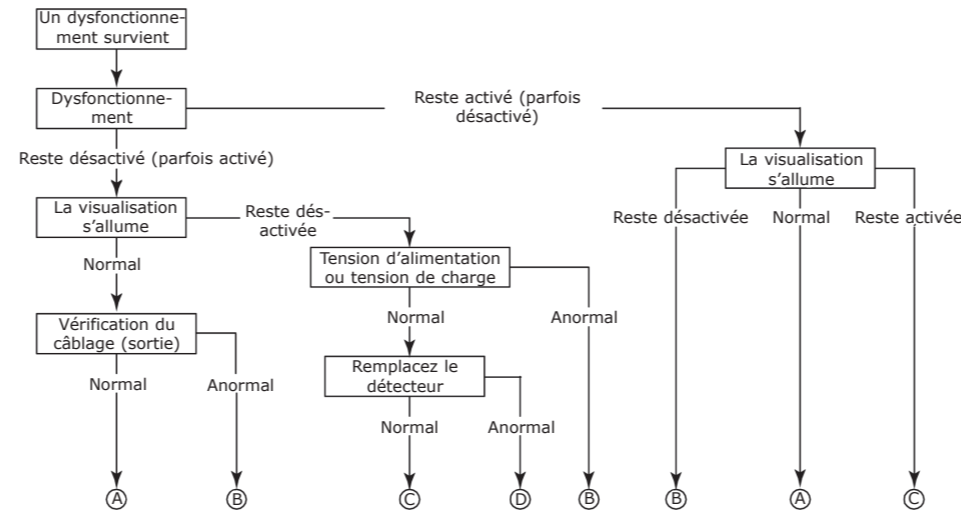 Un dysfonctionne-
ment survient
Dysfonctionne-
ment
Reste activé (parfois
désactivé)
Reste désactivé (parfois activé)
La visualisation
s’allume
La visualisation
s’allume
Reste dés-
activée
Reste désactivée
Normal
Reste activée
Normal
Tension d’alimentation
ou tension de charge
Vérification du
câblage (sortie)
Normal
Anormal
Remplacez le
détecteur
Normal
Anormal
Normal
Anormal
A
B
C
D
B
B
A
C